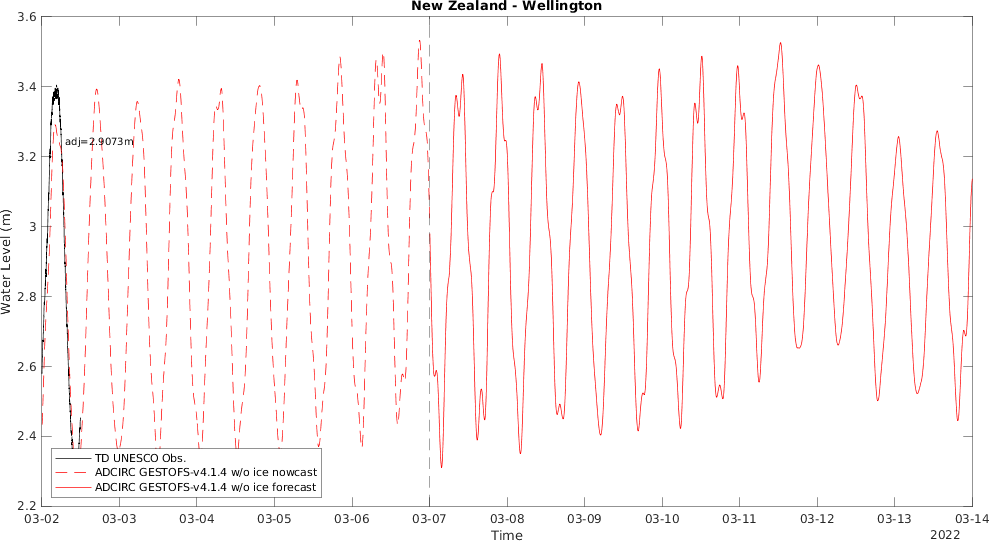 New Zealand - Wellington
3.6
3.4
3.2
3
2.8
2.6
2.4
2.2
Water Level (m)
adj=2.9073m
TD UNESCO Obs.
ADCIRC GESTOFS-v4.1.4 w/o ice nowcast
ADCIRC GESTOFS-v4.1.4 w/o ice forecast
03-02 03-03 03-04 03-05 03-06 03-07 03-08 03-09 03-10 03-11 03-12 03-13 03-14
Time
2022